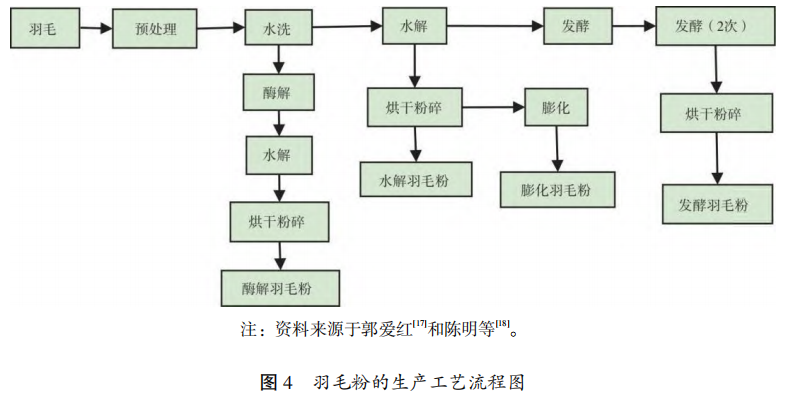 羽毛 预处理 水洗 水解 发酵 发酵（2次）
酶解 烘干粉碎 膨化 烘干粉碎
水解 水解羽毛粉 膨化羽毛粉 发酵羽毛粉
烘干粉碎
酶解羽毛粉
注：资料来源于郭爱红[17]和陈明等[18]。
图4 羽毛粉的生产工艺流程图